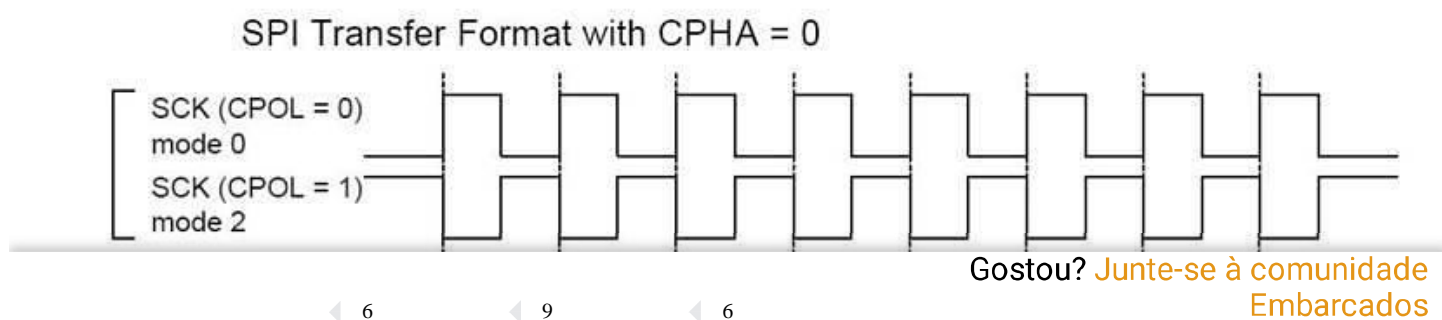 SPI Transfer Format with CPHA = 0
SCK (CPOL = 0)
mode 0
SCK (CPOL = 1)
mode 2
Gostou? Junte-se à comunidade
Embarcados
6 9 6